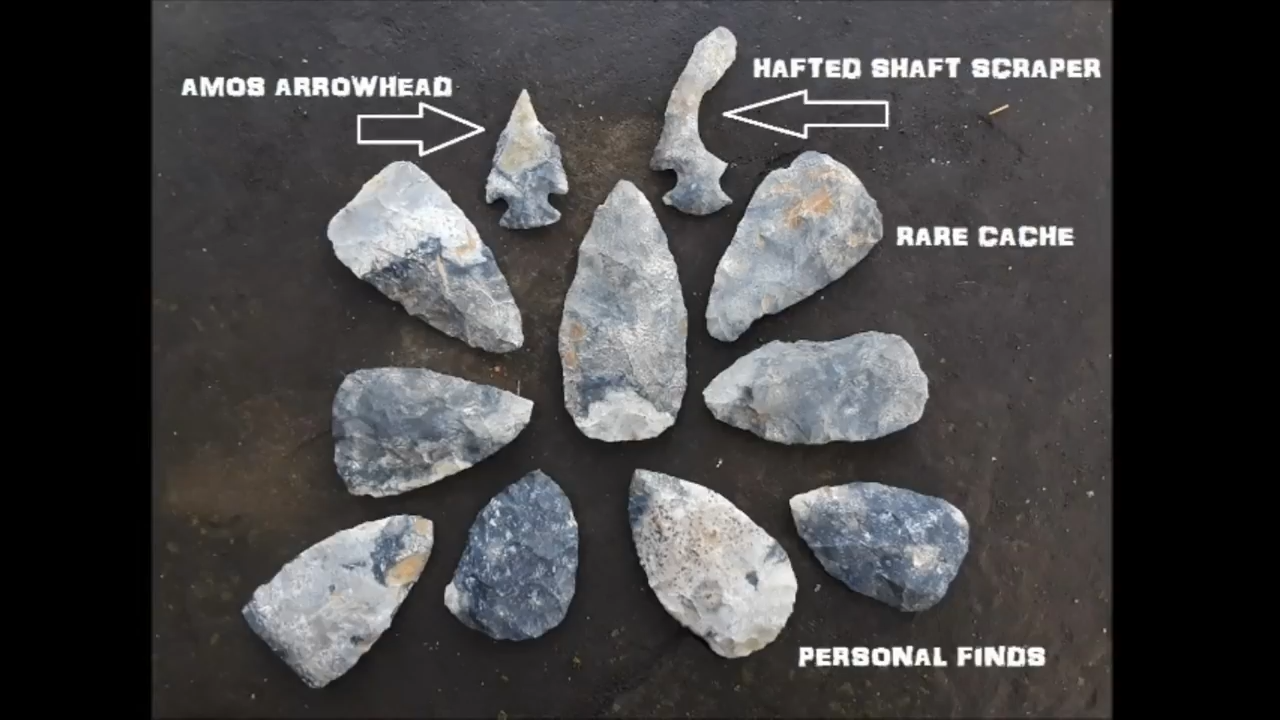 HAFTED SHAFT SCRAPER
AMOS ARROWHEAD
RARE CACHE
PERSONAL FINDS